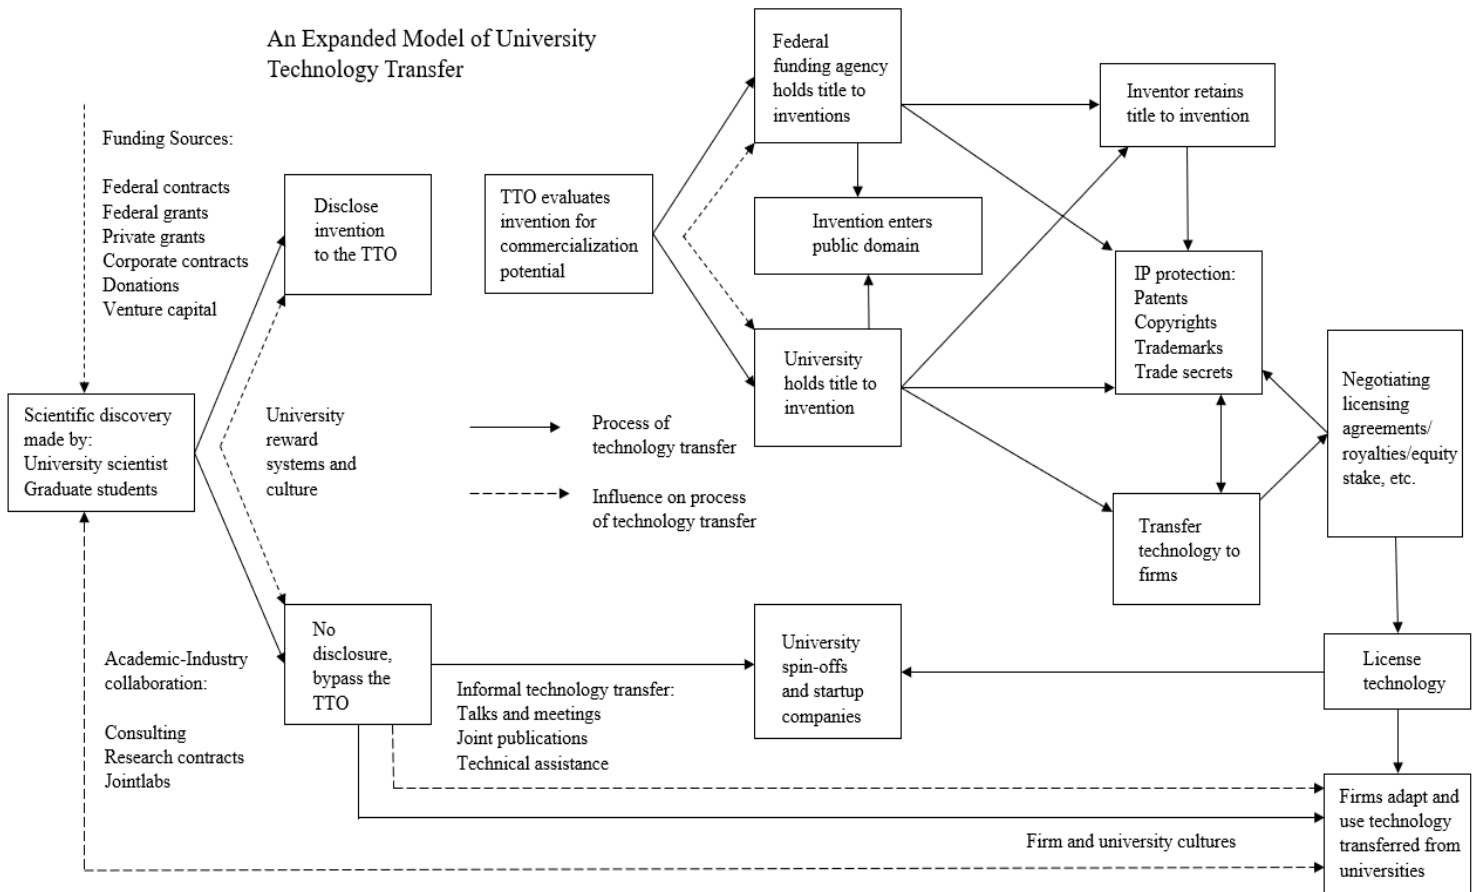 An Expanded Model of University
Technology Transfer
Funding Sources:
Federal contracts
Federal grants
Private grants
Corporate contracts
Donations
Venture capital
Scientific discovery
made by:
University scientist
Graduate students
Disclose
invention
to the TTO
University
reward
systems and
culture
No
disclosure,
bypass the
TTO
Academic-Industry
collaboration:
Consulting
Research contracts
Jointlabs
TTO evaluates
invention for
commercialization
potential
Process of
technology transfer
Influence on process
of technology transfer
Informal technology transfer:
Talks and meetings
Joint publications
Technical assistance
Federal
funding agency
holds title to
inventions
Invention enters
public domain
University
holds title to
invention
University
spin-offs
and startup
companies
Inventor retains
title to invention
IP protection:
Patents
Copyrights
Trademarks
Trade secrets
Transfer
technology to
firms
Negotiating
licensing
agreements/
royalties/equity
stake, etc.
License
technology
Firms adapt and
use technology
transferred from
universities
Firm and university cultures